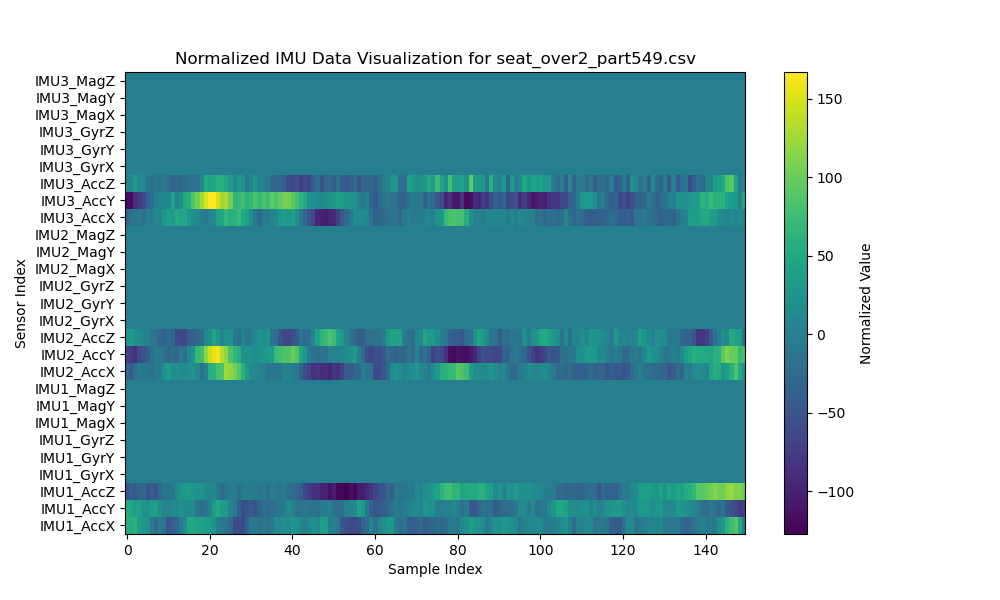 Normalized IMU Data Visualization for seat_over2_part549.csv
IMU3_MagZ
IMU3_MagY
IMU3_MagX
IMU3_GyrZ
IMU3_GyrY
IMU3_GyrX
IMU3_AccZ
IMU3_AccY
IMU3_AccX
IMU2_MagZ
IMU2_MagY
IMU2_MagX
IMU2_GyrZ
IMU2_GyrY
IMU2_GyrX
IMU2_AccZ
IMU2_AccY
IMU2_AccX
IMU1_MagZ
IMU1_MagY
IMU1_MagX
IMU1_GyrZ
IMU1_GyrY
IMU1_GyrX
IMU1_AccZ
IMU1_AccY
IMU1_AccX
Sensor Index
0 20 40 60 80 100 120 140
Sample Index
150
100
50
0
−50
−100
Normalized Value